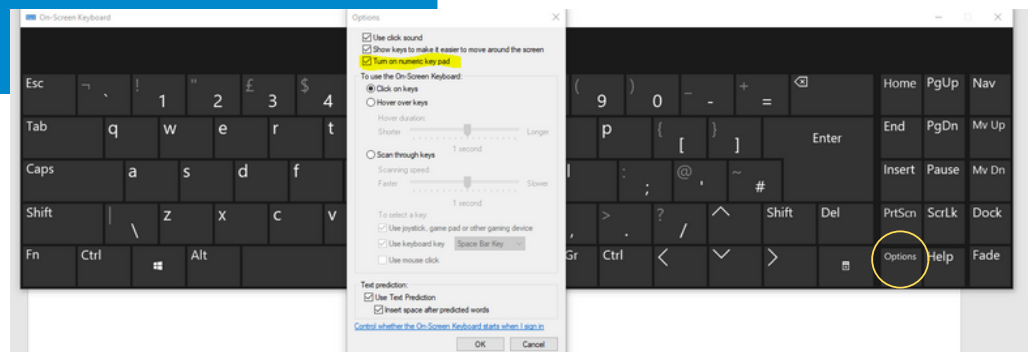 On-Screen Keyboard
Options
Use click sound
Show keys to make it easier to move around the screen
Turn on numeric key pad
To use the On-Screen Keyboard:
Click on keys
Hover over keys
Hover duration:
Shorter Longer
1 second
Scan through keys
Scanning speed:
Faster Slower
1 second
To select a key:
Use joystick, game pad or other gaming device
Use keyboard key Space Bar Key
Use mouse click
Text prediction:
Use Text Prediction
Insert space after predicted words
Control whether the On-Screen Keyboard starts when I sign in
OK Cancel
Esc ¬ ` ! 1 " 2 £ 3 $ 4 ( 9 ) 0 _ - + = Home PgUp Nav
Tab q w e r t p { [ } ] Enter End PgDn Mv Up
Caps a s d f l : ; @ ' ~ # Insert Pause Mv Dn
Shift | \ z x c v , > . ? / Shift Del PrtScn ScrLk Dock
Fn Ctrl Alt Gr Ctrl Options Help Fade